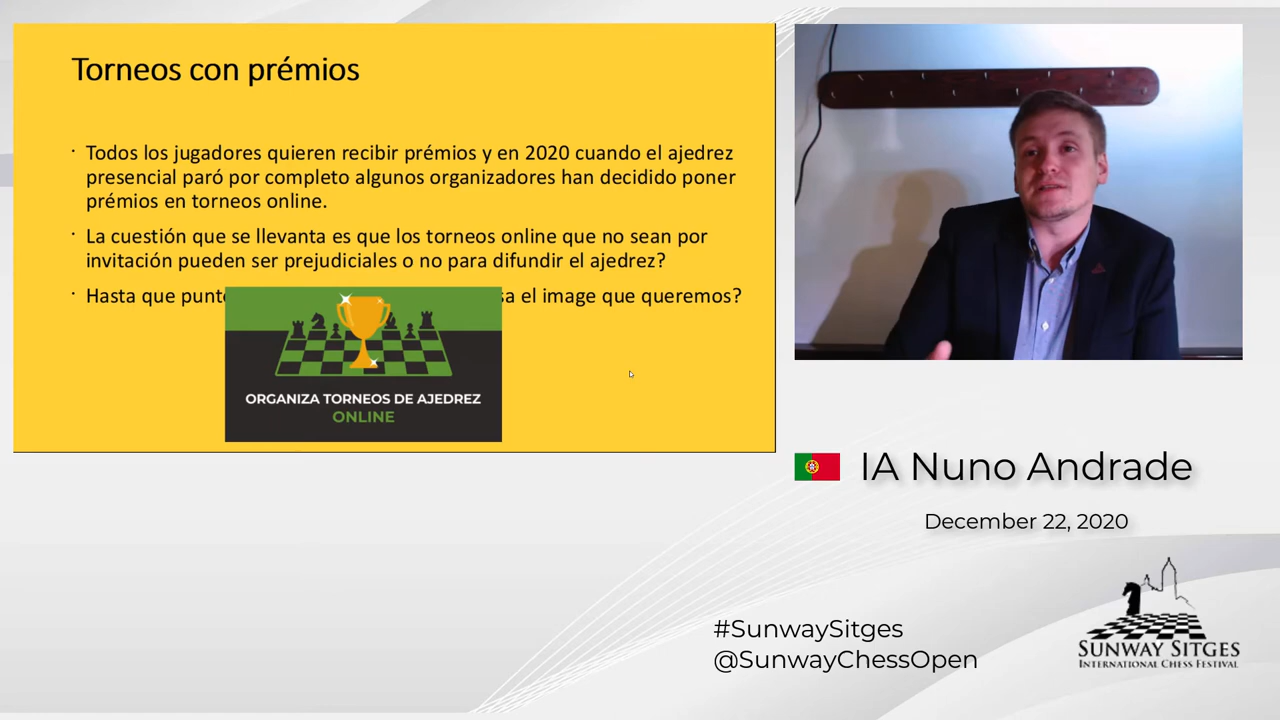 Torneos con prémios
· Todos los jugadores quieren recibir prémios y en 2020 cuando el ajedrez
presencial paró por completo algunos organizadores han decidido poner
prémios en torneos online.
· La cuestión que se llevanta es que los torneos online que no sean por
invitación pueden ser prejudiciales o no para difundir el ajedrez?
· Hasta que el image que queremos?
ORGANIZA TORNEOS DE AJEDREZ
ONLINE
IA Nuno Andrade
December 22, 2020
#SunwaySitges
@SunwayChessOpen
SUNWAY SITGES
INTERNATIONAL CHESS FESTIVAL